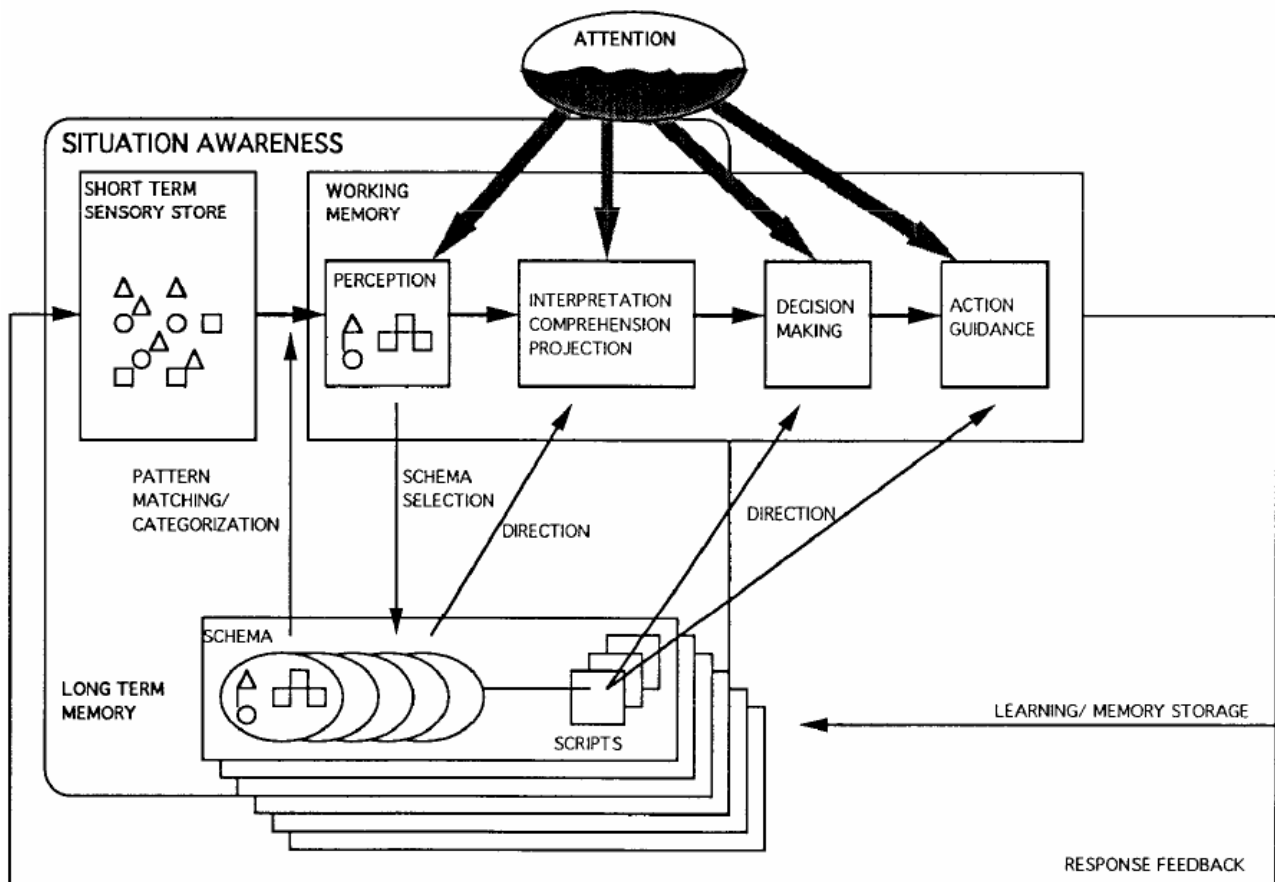 ATTENTION
SITUATION AWARENESS
SHORT TERM
SENSORY STORE
WORKING
MEMORY
PERCEPTION
INTERPRETATION
COMPREHENSION
PROJECTION
DECISION
MAKING
ACTION
GUIDANCE
PATTERN
MATCHING/
CATEGORIZATION
SCHEMA
SELECTION
DIRECTION
DIRECTION
SCHEMA
LONG TERM
MEMORY
SCRIPTS
LEARNING/ MEMORY STORAGE
RESPONSE FEEDBACK